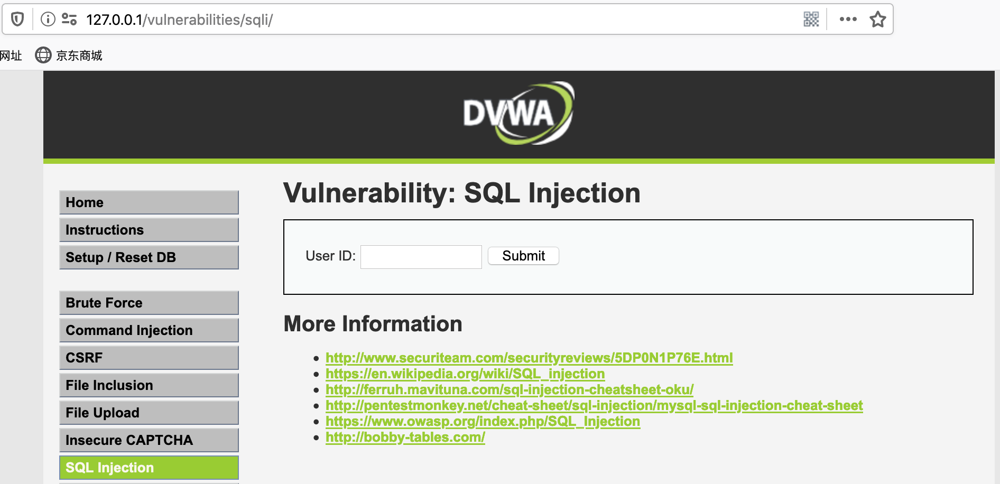 127.0.0.1/vulnerabilities/sqli/
网址 京东商城
DVWA
Vulnerability: SQL Injection
Home
Instructions
Setup / Reset DB
Brute Force
Command Injection
CSRF
File Inclusion
File Upload
Insecure CAPTCHA
SQL Injection
User ID: Submit
More Information
http://www.securiteam.com/securityreviews/5DP0N1P76E.html
https://en.wikipedia.org/wiki/SQL_injection
http://ferruh.mavituna.com/sql-injection-cheatsheet-oku/
http://pentestmonkey.net/cheat-sheet/sql-injection/mysql-sql-injection-cheat-sheet
https://www.owasp.org/index.php/SQL_Injection
http://bobby-tables.com/